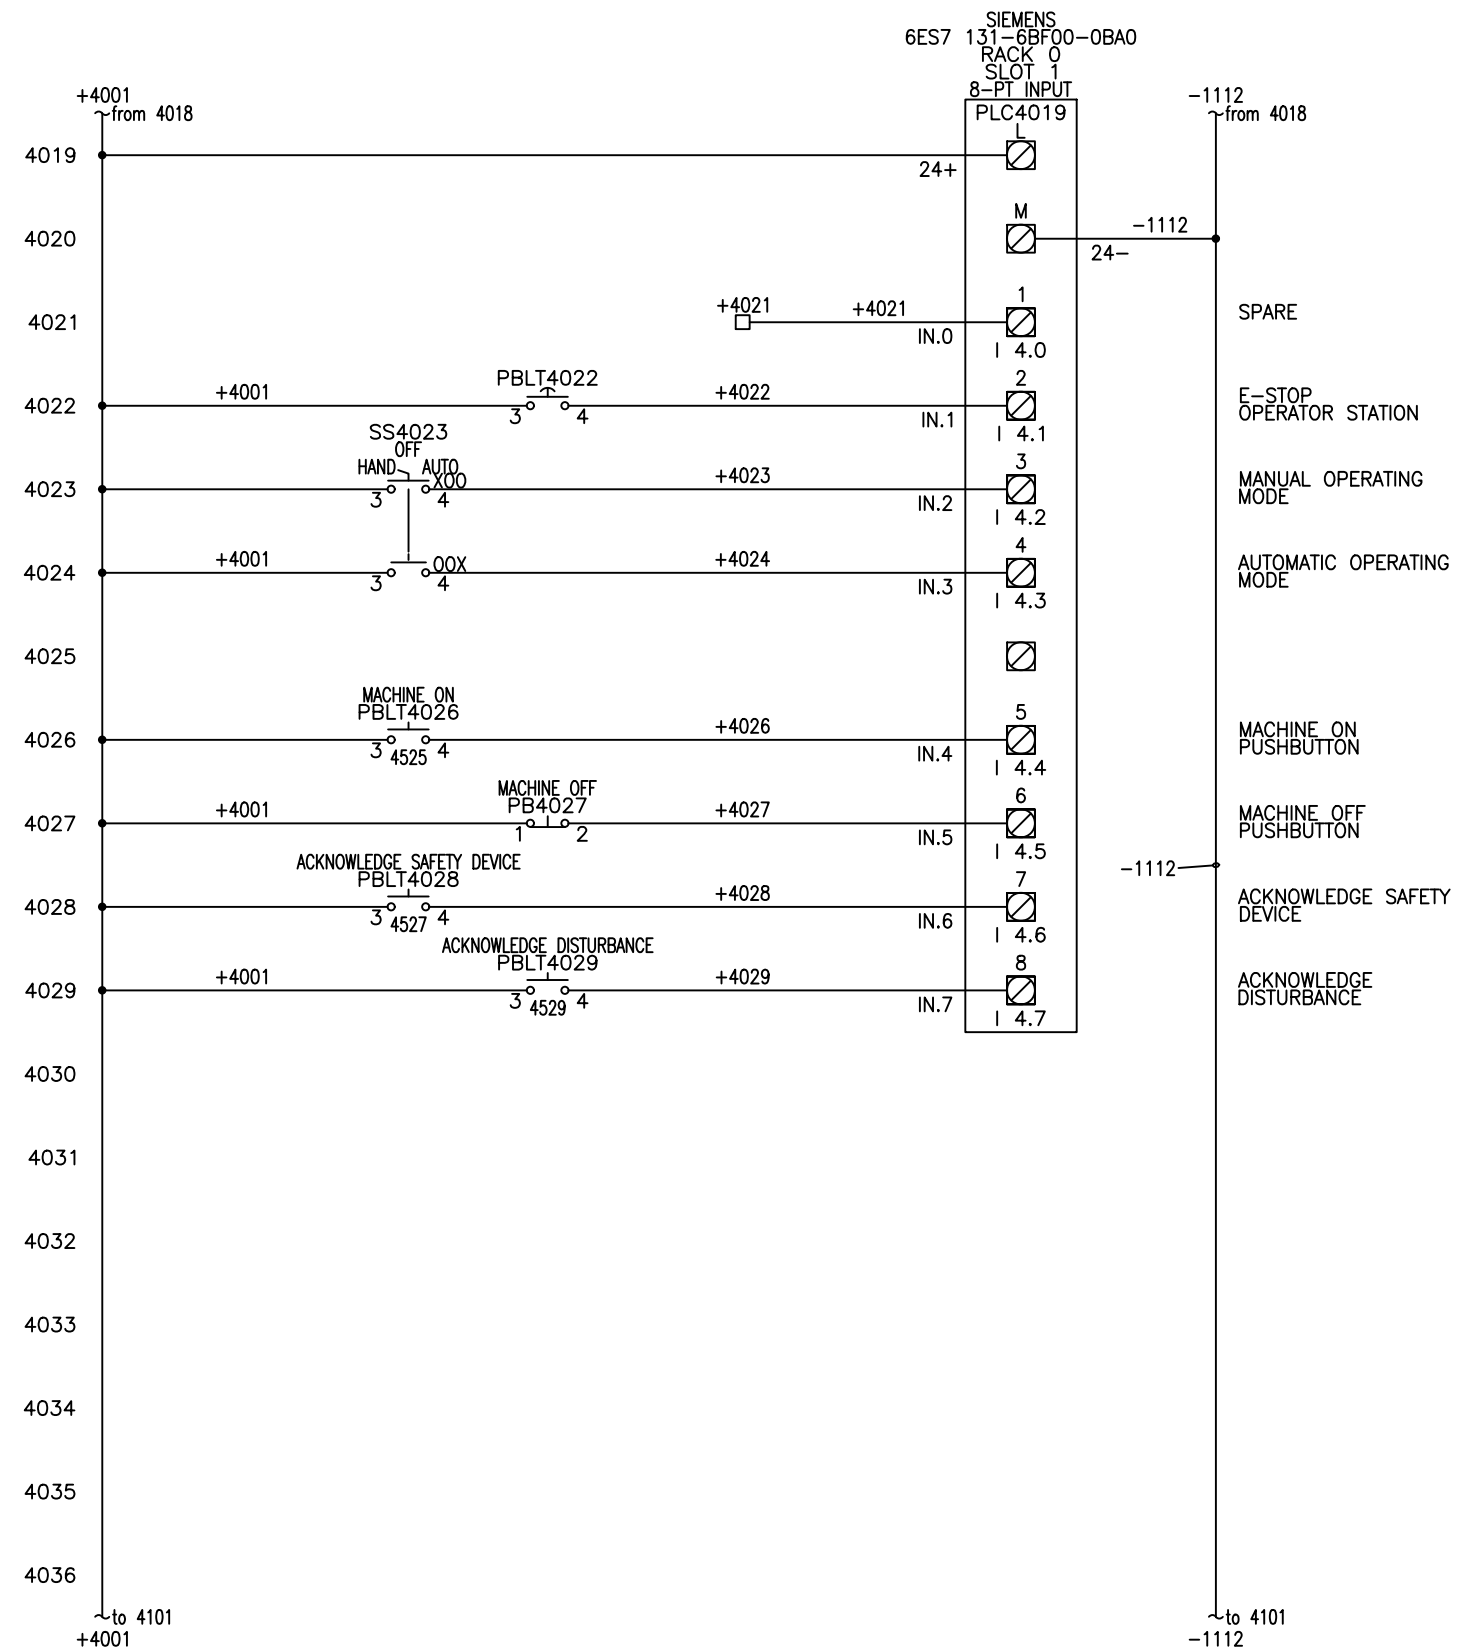 SIEMENS
6ES7 131-6BF00-0BA0
RACK 0
SLOT 1
8-PT INPUT
+4001
from 4018
-1112
from 4018
PLC4019
L
4019
24+
M
4020
-1112
24-
1
4021
+4021
+4021
IN.0
I 4.0
SPARE
PBLT4022
2
4022
+4001
3
4
+4022
IN.1
I 4.1
E-STOP
OPERATOR STATION
SS4023
OFF
HAND
AUTO
XOO
3
4023
3
4
+4023
IN.2
I 4.2
MANUAL OPERATING
MODE
4
4024
+4001
OOX
3
4
+4024
IN.3
I 4.3
AUTOMATIC OPERATING
MODE
4025
MACHINE ON
PBLT4026
5
4026
3
4525
4
+4026
IN.4
I 4.4
MACHINE ON
PUSHBUTTON
MACHINE OFF
PB4027
6
4027
+4001
1
2
+4027
IN.5
I 4.5
MACHINE OFF
PUSHBUTTON
-1112
ACKNOWLEDGE SAFETY DEVICE
PBLT4028
7
4028
3
4527
4
+4028
IN.6
I 4.6
ACKNOWLEDGE SAFETY
DEVICE
ACKNOWLEDGE DISTURBANCE
PBLT4029
8
4029
+4001
3
4529
4
+4029
IN.7
I 4.7
ACKNOWLEDGE
DISTURBANCE
4030
4031
4032
4033
4034
4035
4036
to 4101
+4001
to 4101
-1112